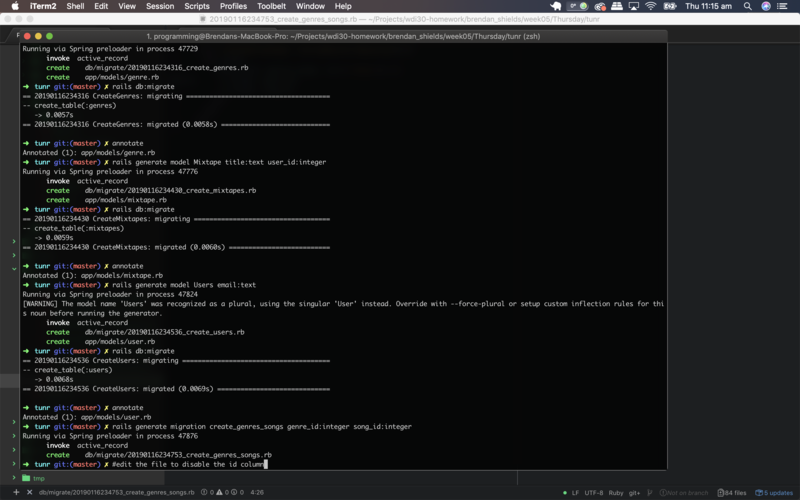 iTerm2 Shell Edit View Session Scripts Profiles Toolbelt Window Help
Thu 11:15 am
20190116234753_create_genres_songs.rb — ~/Projects/wdi30-homework/brendan_shields/week05/Thursday/tunr
1. programming@Brendans-MacBook-Pro: ~/Projects/wdi30-homework/brendan_shields/week05/Thursday/tunr (zsh)
Running via Spring preloader in process 47729
invoke active_record
create db/migrate/20190116234316_create_genres.rb
create app/models/genre.rb
➜ tunr git:(master) ✗ rails db:migrate
== 20190116234316 CreateGenres: migrating ===================================
-- create_table(:genres)
-> 0.0057s
== 20190116234316 CreateGenres: migrated (0.0058s) ==========================
➜ tunr git:(master) ✗ annotate
Annotated (1): app/models/genre.rb
➜ tunr git:(master) ✗ rails generate model Mixtape title:text user_id:integer
Running via Spring preloader in process 47776
invoke active_record
create db/migrate/20190116234430_create_mixtapes.rb
create app/models/mixtape.rb
➜ tunr git:(master) ✗ rails db:migrate
== 20190116234430 CreateMixtapes: migrating =================================
-- create_table(:mixtapes)
-> 0.0059s
== 20190116234430 CreateMixtapes: migrated (0.0060s) ========================
➜ tunr git:(master) ✗ annotate
Annotated (1): app/models/mixtape.rb
➜ tunr git:(master) ✗ rails generate model Users email:text
Running via Spring preloader in process 47824
[WARNING] The model name 'Users' was recognized as a plural, using the singular 'User' instead. Override with --force-plural or setup custom inflection rules for thi
s noun before running the generator.
invoke active_record
create db/migrate/20190116234536_create_users.rb
create app/models/user.rb
➜ tunr git:(master) ✗ rails db:migrate
== 20190116234536 CreateUsers: migrating ====================================
-- create_table(:users)
-> 0.0068s
== 20190116234536 CreateUsers: migrated (0.0069s) ===========================
➜ tunr git:(master) ✗ annotate
Annotated (1): app/models/user.rb
➜ tunr git:(master) ✗ rails generate migration create_genres_songs genre_id:integer song_id:integer
Running via Spring preloader in process 47876
invoke active_record
create db/migrate/20190116234753_create_genres_songs.rb
➜ tunr git:(master) ✗ #edit the file to disable the id column
tmp
db/migrate/20190116234753_create_genres_songs.rb 0 0 0 4:26 LF UTF-8 Ruby git+ Not on branch 84 files 5 updates